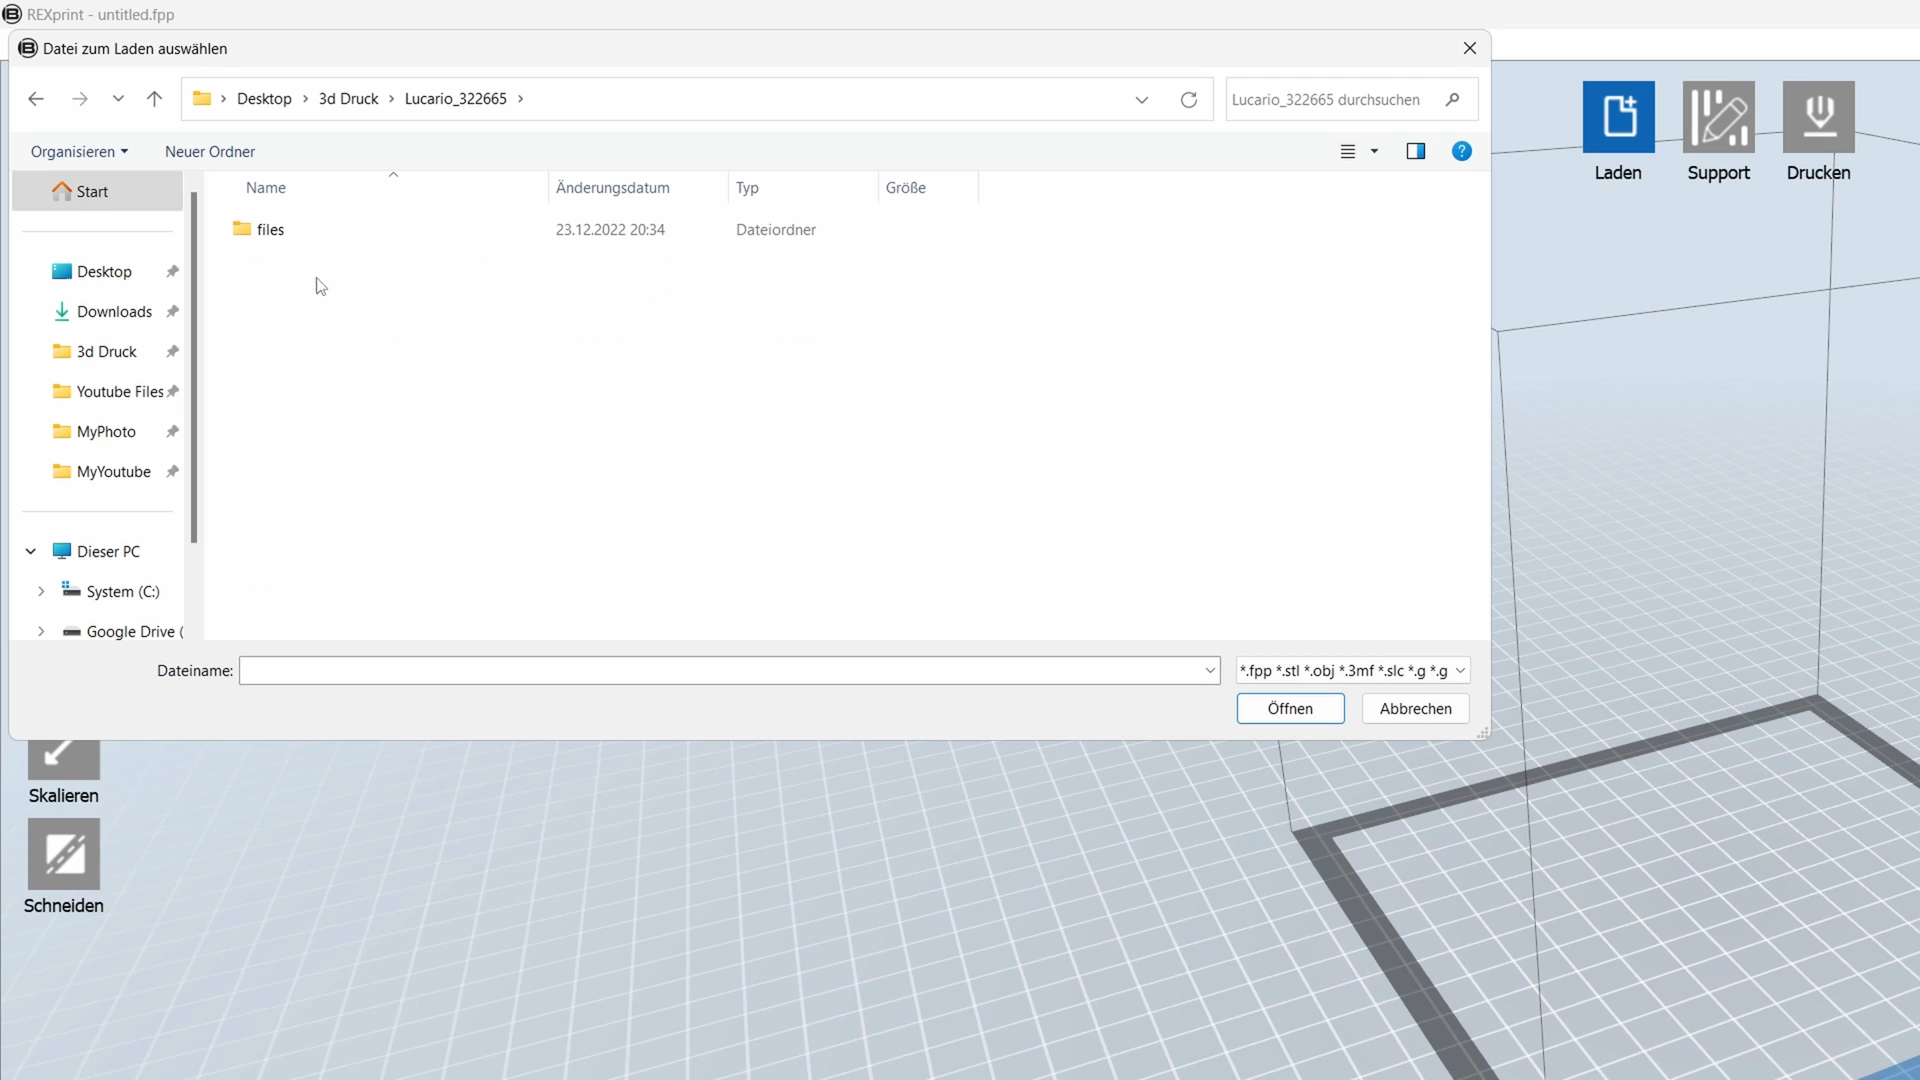 REXprint - untitled.fpp
Datei zum Laden auswählen
Desktop
3d Druck
Lucario_322665
Lucario_322665 durchsuchen
Organisieren
Neuer Ordner
Laden
Support
Drucken
Start
Name
Änderungsdatum
Typ
Größe
files
23.12.2022 20:34
Dateiordner
Desktop
Downloads
3d Druck
Youtube Files
MyPhoto
MyYoutube
Dieser PC
System (C:)
Google Drive (
Dateiname:
*.fpp *.stl *.obj *.3mf *.slc *.g *.g
Öffnen
Abbrechen
Skalieren
Schneiden